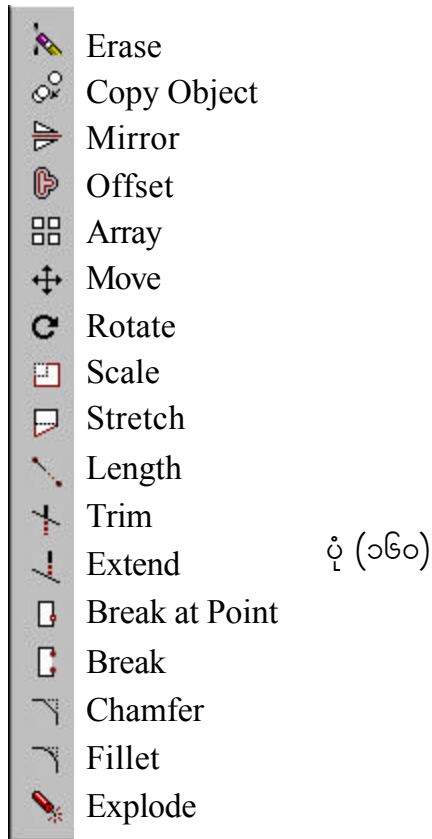 Erase
Copy Object
Mirror
Offset
Array
Move
Rotate
Scale
Stretch
Length
Trim
Extend
ပုံ (၁၆၀)
Break at Point
Break
Chamfer
Fillet
Explode